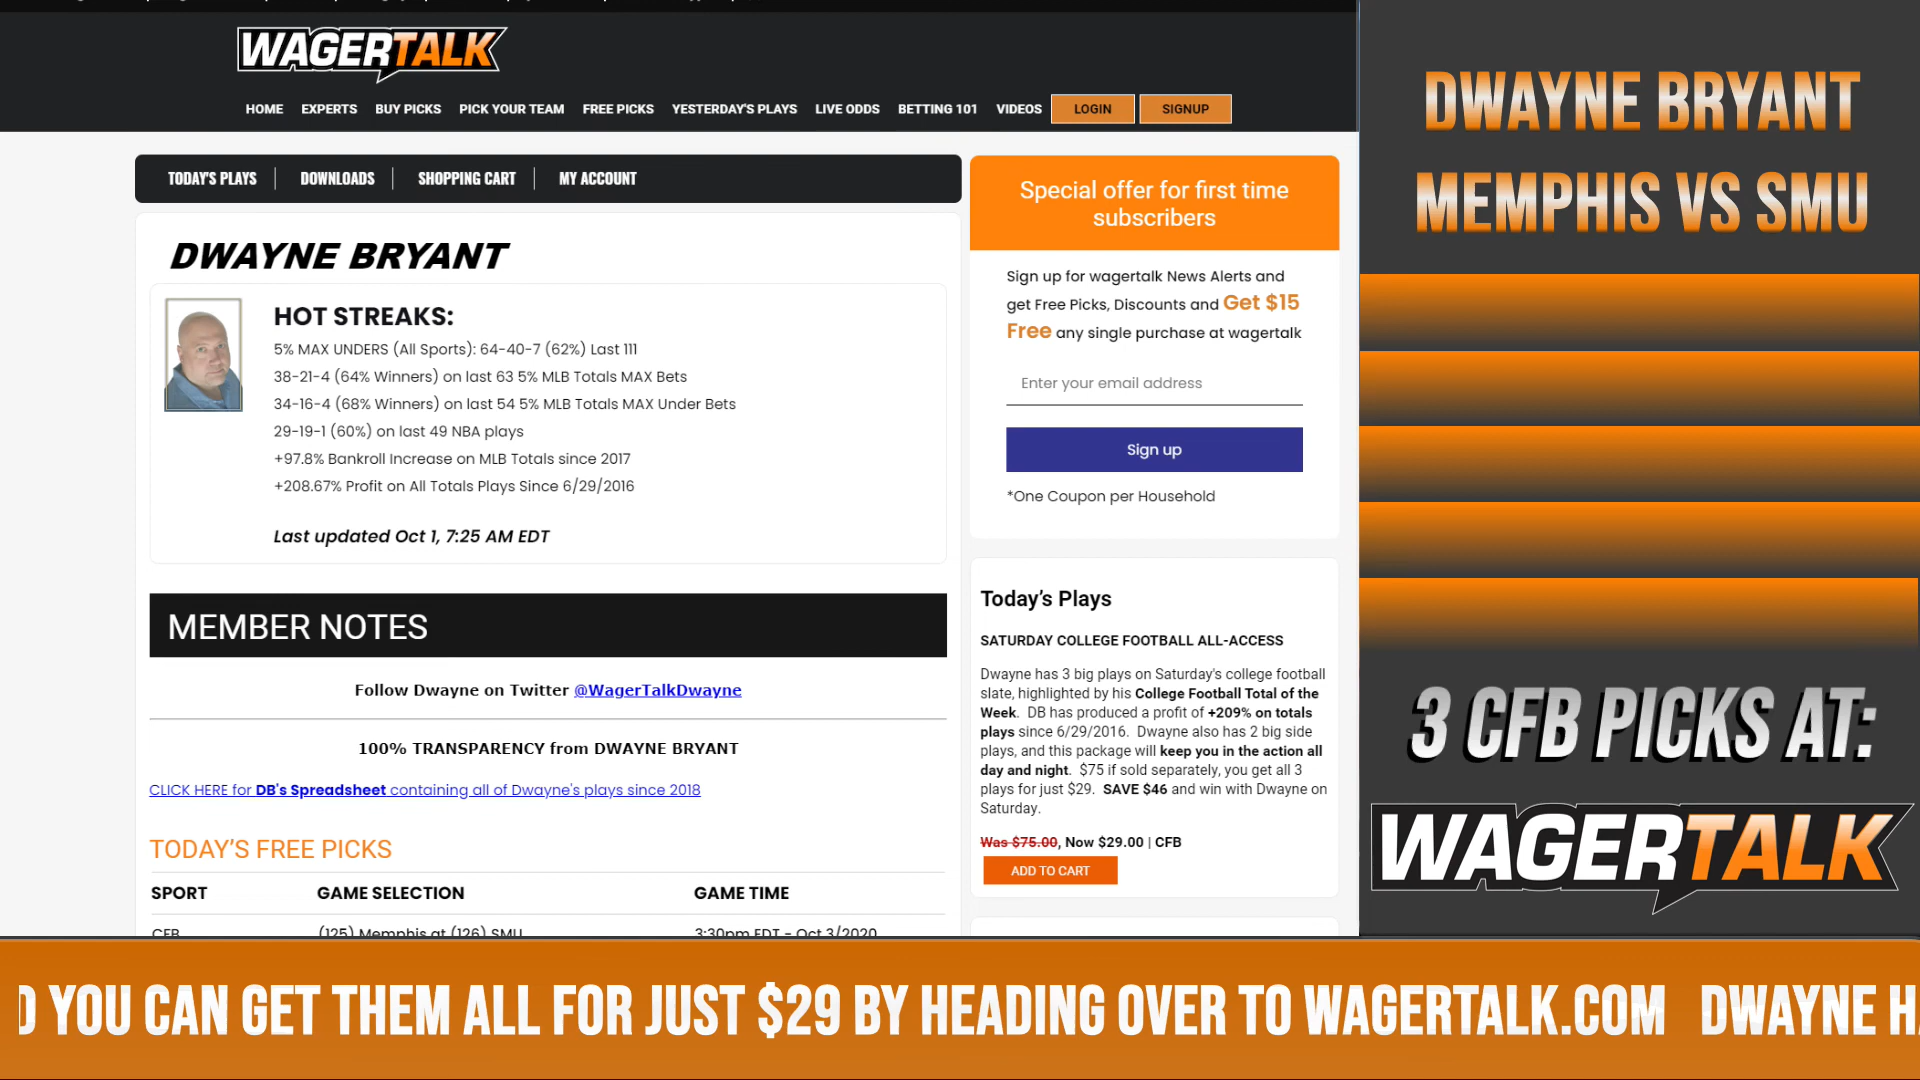 WAGERTALK
HOME EXPERTS BUY PICKS PICK YOUR TEAM FREE PICKS YESTERDAY'S PLAYS LIVE ODDS BETTING 101 VIDEOS LOGIN SIGNUP
TODAY'S PLAYS DOWNLOADS SHOPPING CART MY ACCOUNT
DWAYNE BRYANT
HOT STREAKS:
5% MAX UNDERS (All Sports): 64-40-7 (62%) Last 111
38-21-4 (64% Winners) on last 63 5% MLB Totals MAX Bets
34-16-4 (68% Winners) on last 54 5% MLB Totals MAX Under Bets
29-19-1 (60%) on last 49 NBA plays
+97.8% Bankroll Increase on MLB Totals since 2017
+208.67% Profit on All Totals Plays Since 6/29/2016
Last updated Oct 1, 7:25 AM EDT
MEMBER NOTES
Follow Dwayne on Twitter @WagerTalkDwayne
100% TRANSPARENCY from DWAYNE BRYANT
CLICK HERE for DB's Spreadsheet containing all of Dwayne's plays since 2018
TODAY'S FREE PICKS
SPORT GAME SELECTION GAME TIME
CFB (125) Memphis at (126) SMU 3:30pm EDT - Oct 3/2020
Special offer for first time
subscribers
Sign up for wagertalk News Alerts and
get Free Picks, Discounts and Get $15
Free any single purchase at wagertalk
Enter your email address
Sign up
*One Coupon per Household
Today's Plays
SATURDAY COLLEGE FOOTBALL ALL-ACCESS
Dwayne has 3 big plays on Saturday's college football
slate, highlighted by his College Football Total of the
Week. DB has produced a profit of +209% on totals
plays since 6/29/2016. Dwayne also has 2 big side
plays, and this package will keep you in the action all
day and night. $75 if sold separately, you get all 3
plays for just $29. SAVE $46 and win with Dwayne on
Saturday.
Was $75.00, Now $29.00 | CFB
ADD TO CART
DWAYNE BRYANT
MEMPHIS VS SMU
3 CFB PICKS AT:
WAGERTALK
D YOU CAN GET THEM ALL FOR JUST $29 BY HEADING OVER TO WAGERTALK.COM DWAYNE H